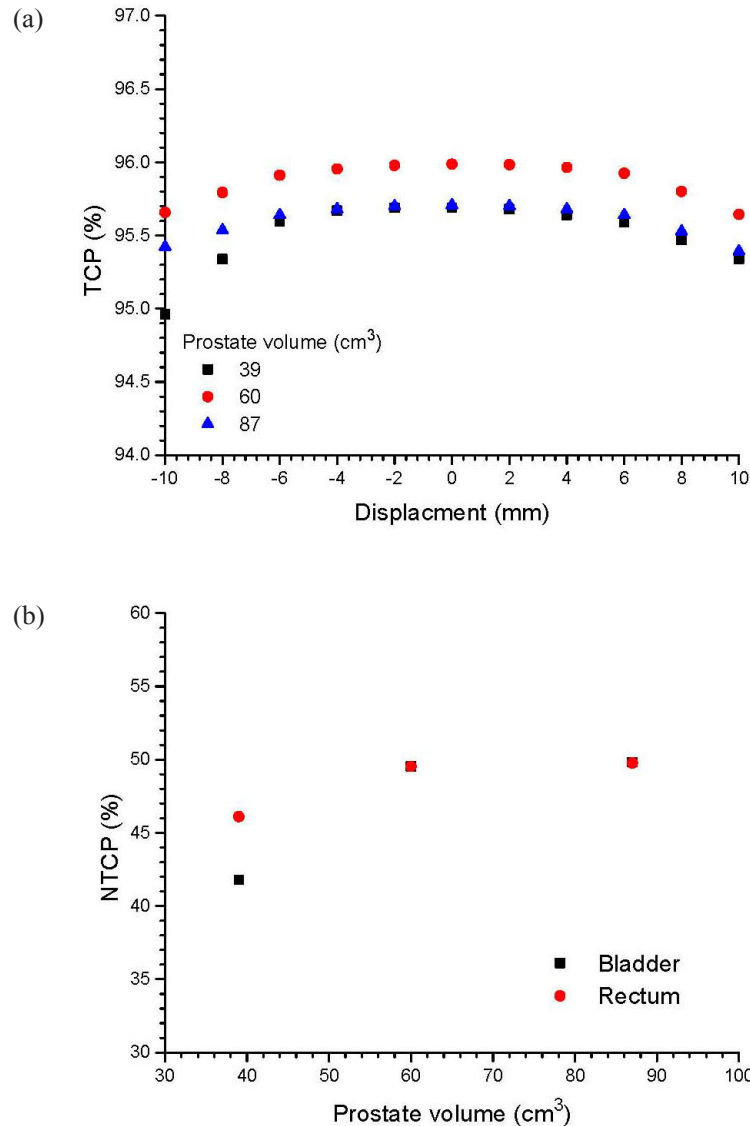 (a)
97.0
96.5
96.0
95.5
95.0
94.5
94.0
TCP (%)
Prostate volume (cm³)
39
60
87
-10 -8 -6 -4 -2 0 2 4 6 8 10
Displacment (mm)
(b)
60
55
50
45
40
35
30
NTCP (%)
Bladder
Rectum
30 40 50 60 70 80 90 100
Prostate volume (cm³)